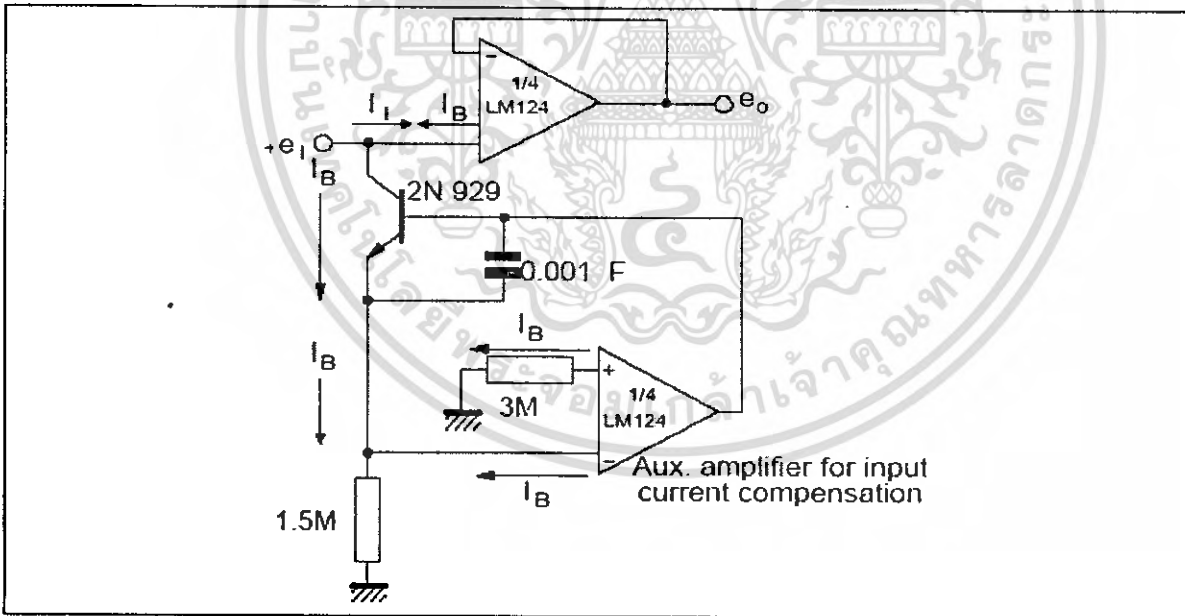 −
1/4
LM124
e₀
I_I
I_B
+e_I
I_B
2N 929
0.001 F
I_B
I_B
+
3M
1/4
LM124
−
I_B
Aux. amplifier for input
current compensation
1.5M